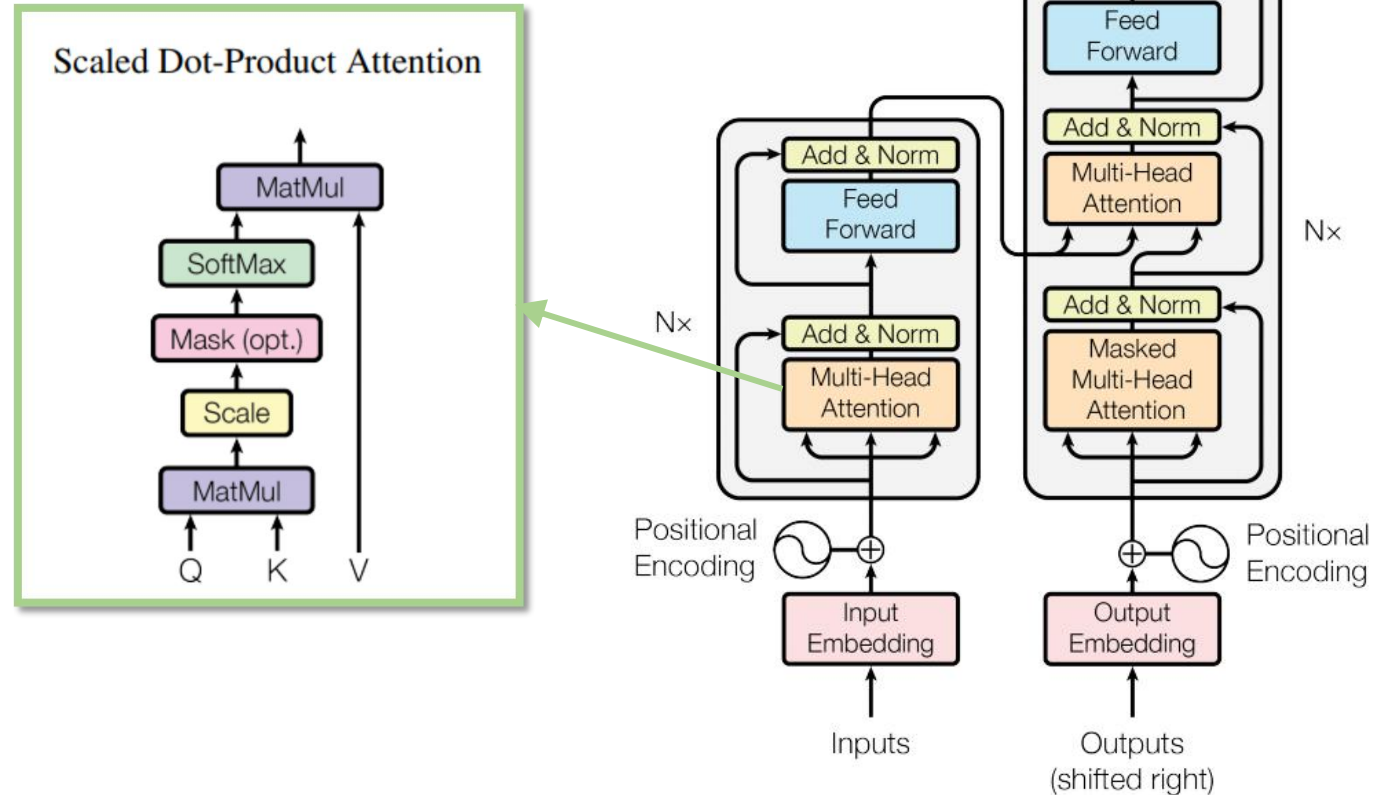 Scaled Dot-Product Attention
MatMul
SoftMax
Mask (opt.)
Scale
MatMul
Q K V
Add & Norm
Feed
Forward
Nx
Add & Norm
Multi-Head
Attention
Positional
Encoding
Input
Embedding
Inputs
Feed
Forward
Add & Norm
Multi-Head
Attention
Nx
Add & Norm
Masked
Multi-Head
Attention
Positional
Encoding
Output
Embedding
Outputs
(shifted right)